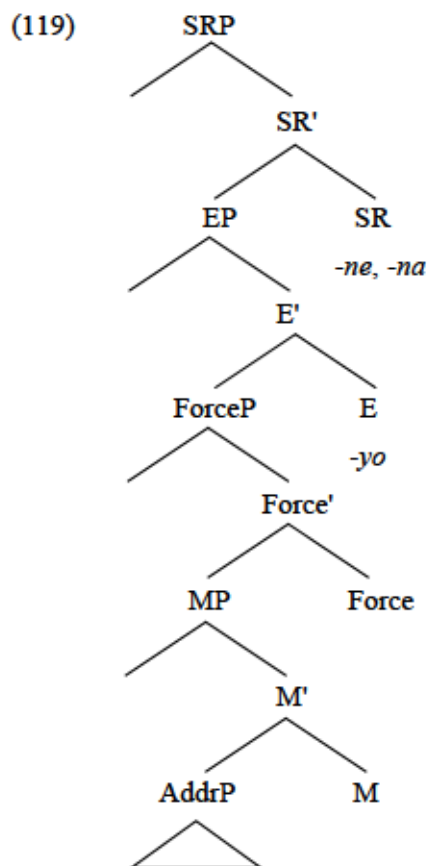 (119) SRP
SR'
EP SR
-ne, -na
E'
ForceP E
-yo
Force'
MP Force
M'
AddrP M